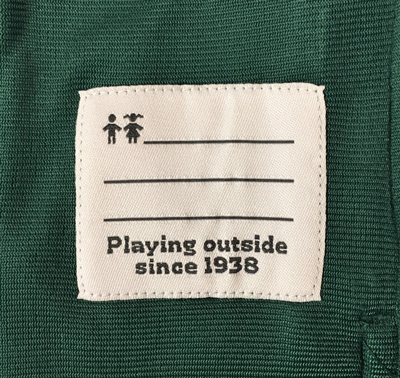 Playing outside
since 1938